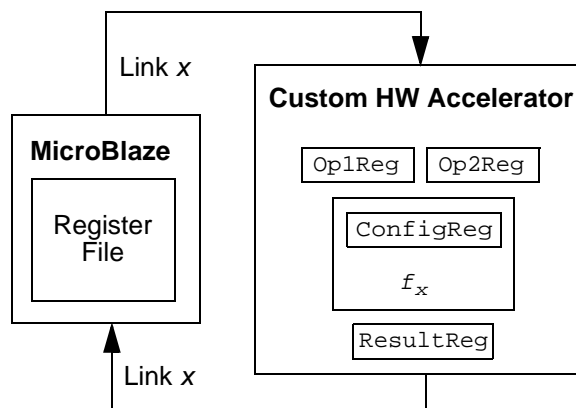 Link x
Custom HW Accelerator
MicroBlaze
Op1Reg Op2Reg
Register
File
ConfigReg
fx
ResultReg
Link x